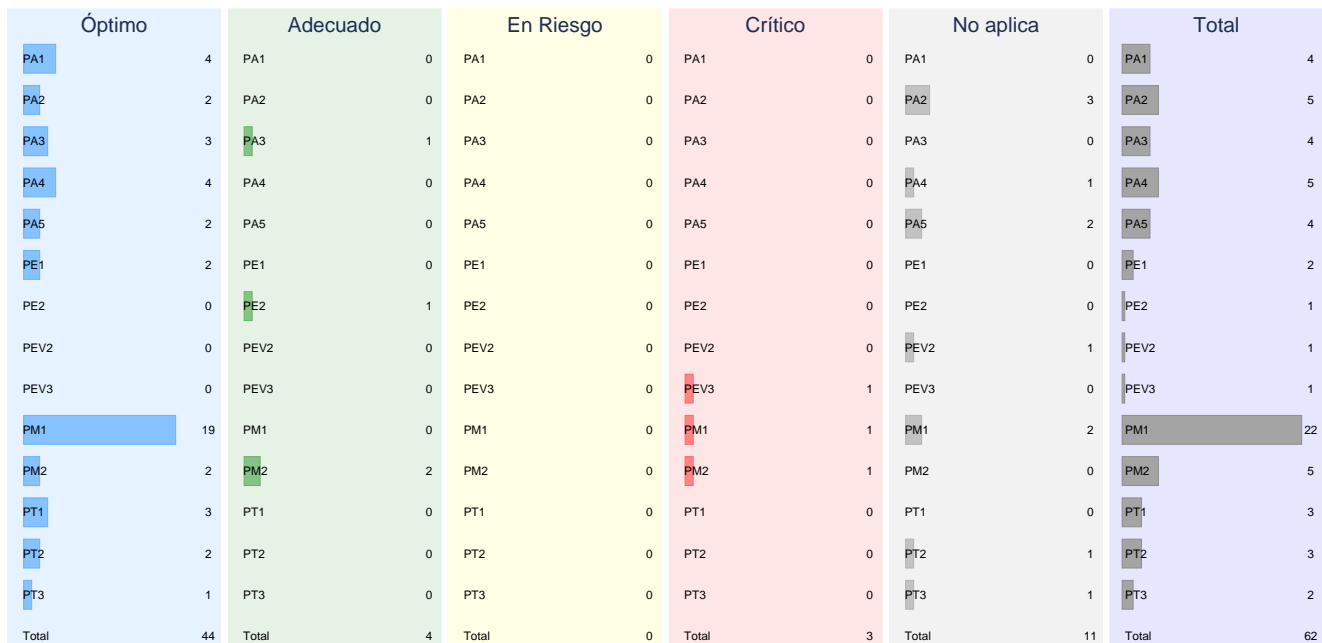 Óptimo Adecuado En Riesgo Crítico No aplica Total
PA1 4 PA1 0 PA1 0 PA1 0 PA1 0 PA1 4
PA2 2 PA2 0 PA2 0 PA2 0 PA2 3 PA2 5
PA3 3 PA3 1 PA3 0 PA3 0 PA3 0 PA3 4
PA4 4 PA4 0 PA4 0 PA4 0 PA4 1 PA4 5
PA5 2 PA5 0 PA5 0 PA5 0 PA5 2 PA5 4
PE1 2 PE1 0 PE1 0 PE1 0 PE1 0 PE1 2
PE2 0 PE2 1 PE2 0 PE2 0 PE2 0 PE2 1
PEV2 0 PEV2 0 PEV2 0 PEV2 0 PEV2 1 PEV2 1
PEV3 0 PEV3 0 PEV3 0 PEV3 1 PEV3 0 PEV3 1
PM1 19 PM1 0 PM1 0 PM1 1 PM1 2 PM1 22
PM2 2 PM2 2 PM2 0 PM2 1 PM2 0 PM2 5
PT1 3 PT1 0 PT1 0 PT1 0 PT1 0 PT1 3
PT2 2 PT2 0 PT2 0 PT2 0 PT2 1 PT2 3
PT3 1 PT3 0 PT3 0 PT3 0 PT3 1 PT3 2
Total 44 Total 4 Total 0 Total 3 Total 11 Total 62